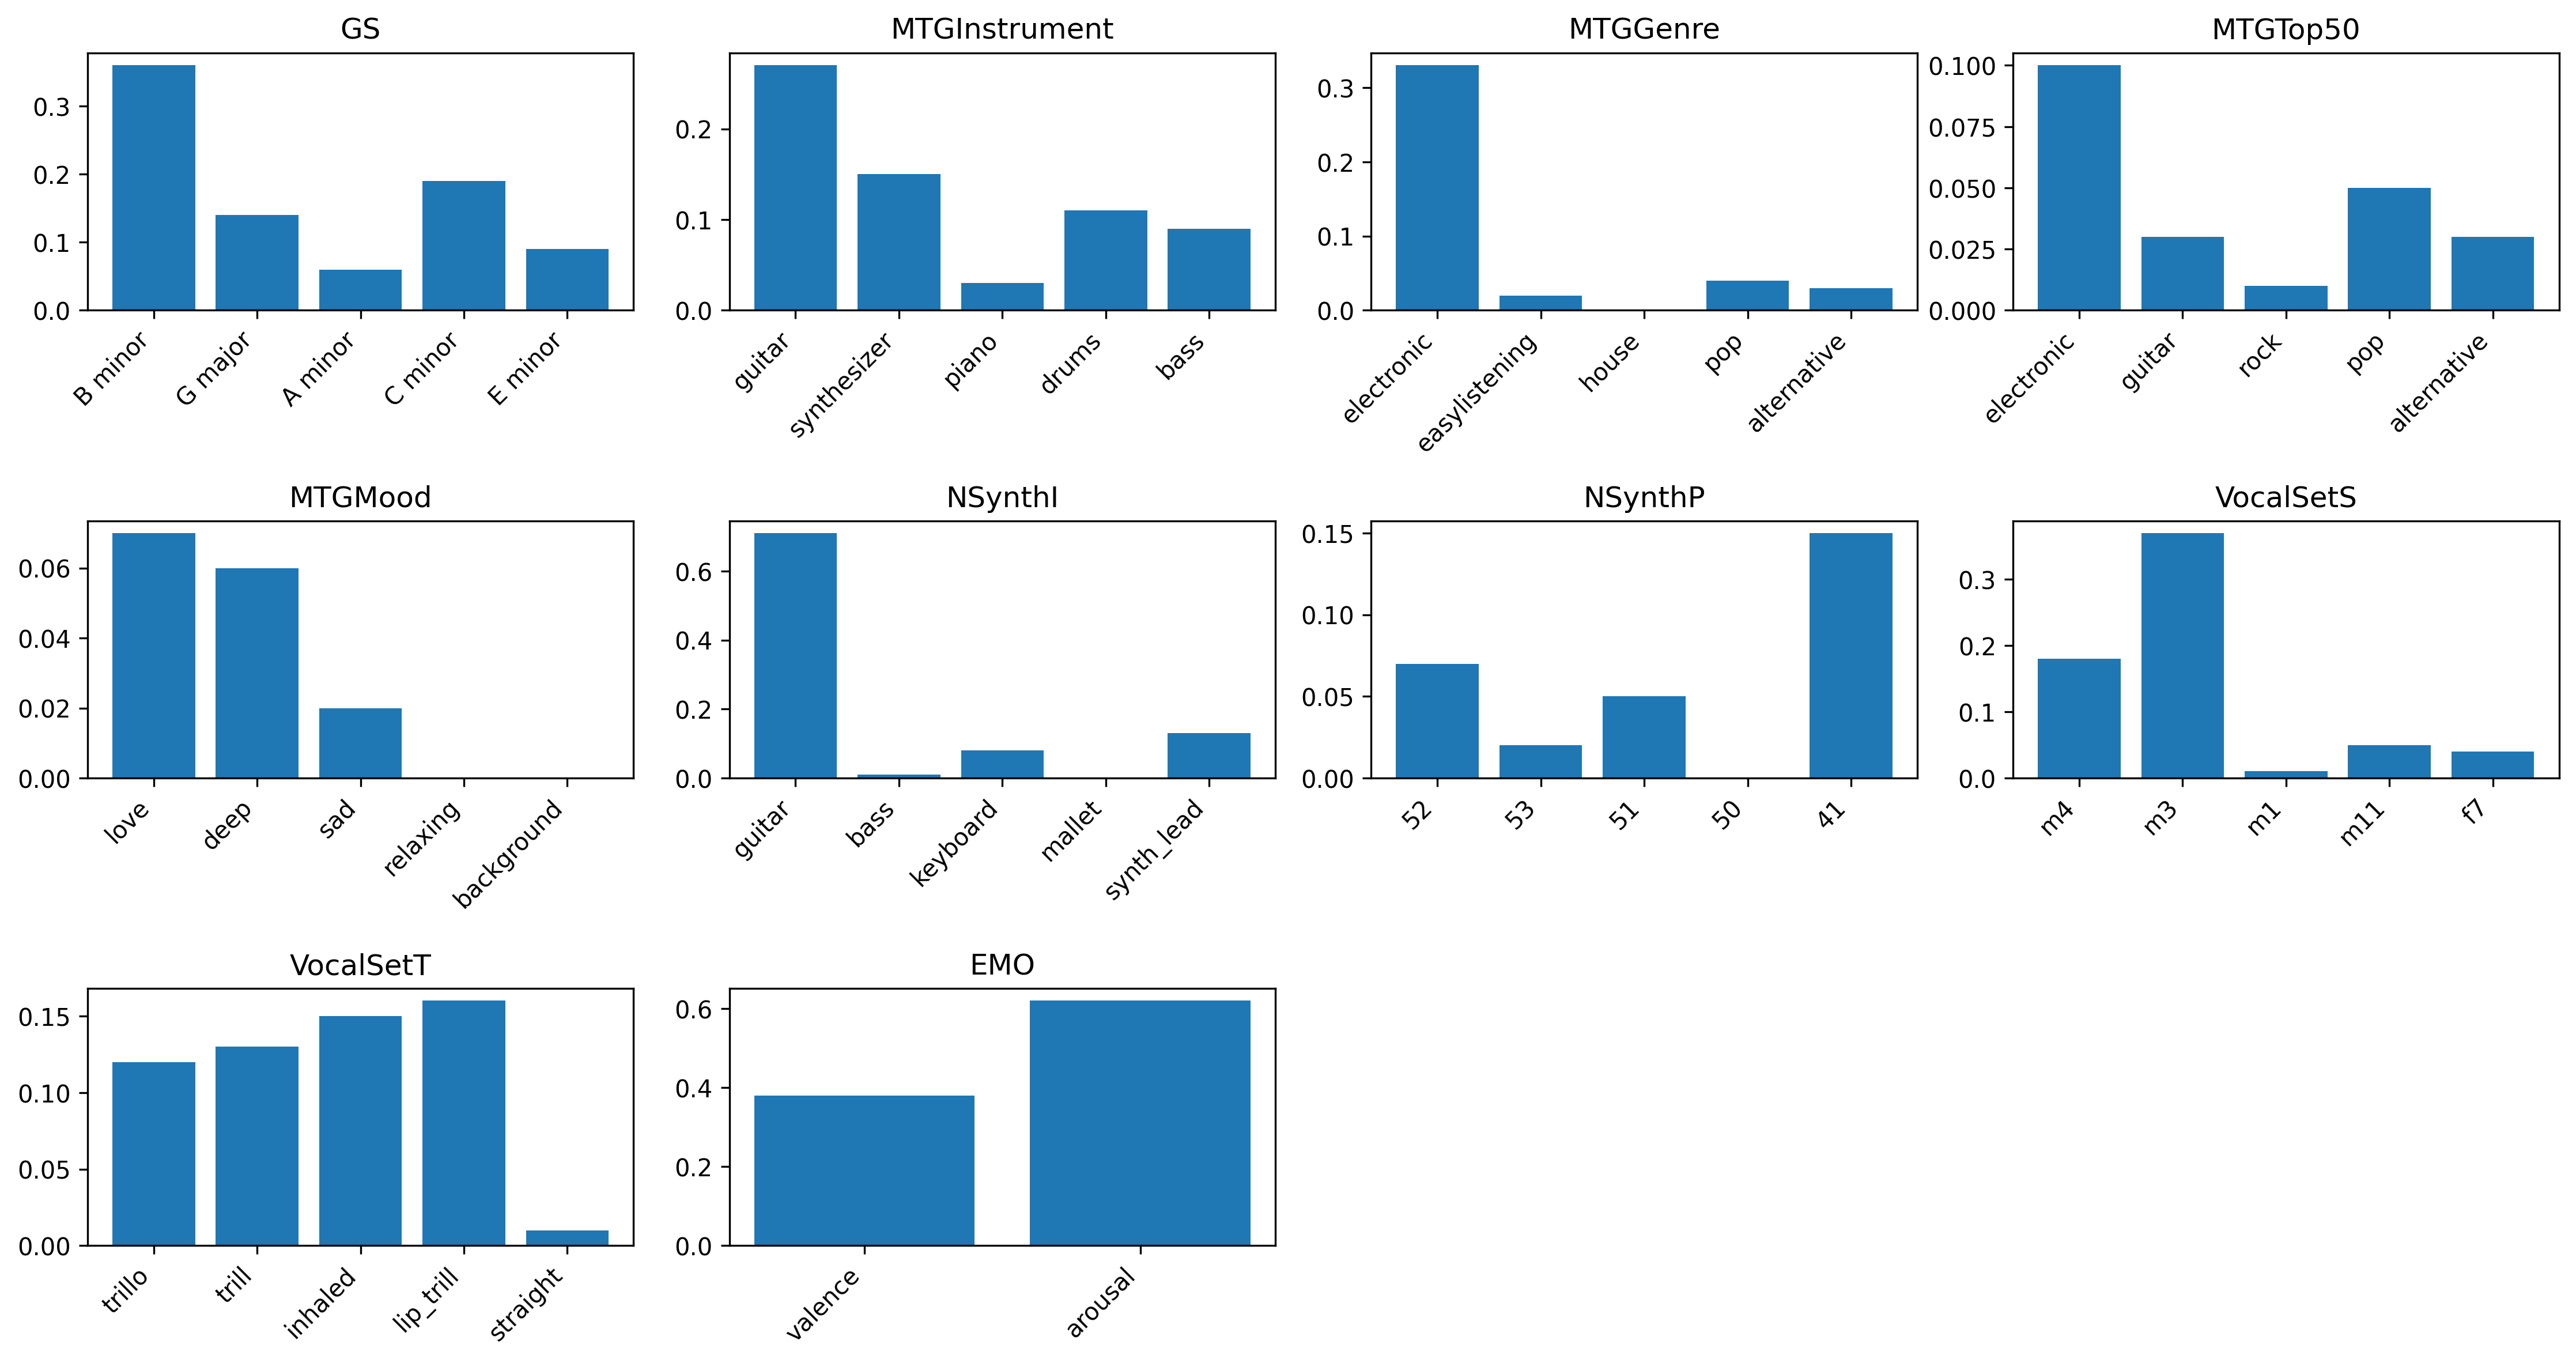 GS
0.3
0.2
0.1
0.0
B minor
G major
A minor
C minor
E minor
MTGInstrument
0.2
0.1
0.0
guitar
synthesizer
piano
drums
bass
MTGGenre
0.3
0.2
0.1
0.0
electronic
easylistening
house
pop
alternative
MTGTop50
0.100
0.075
0.050
0.025
0.000
electronic
guitar
rock
pop
alternative
MTGMood
0.06
0.04
0.02
0.00
love
deep
sad
relaxing
background
NSynthI
0.6
0.4
0.2
0.0
guitar
bass
keyboard
mallet
synth_lead
NSynthP
0.15
0.10
0.05
0.00
52
53
51
50
41
VocalSetS
0.3
0.2
0.1
0.0
m4
m3
m1
m11
f7
VocalSetT
0.15
0.10
0.05
0.00
trillo
trill
inhaled
lip_trill
straight
EMO
0.6
0.4
0.2
0.0
valence
arousal